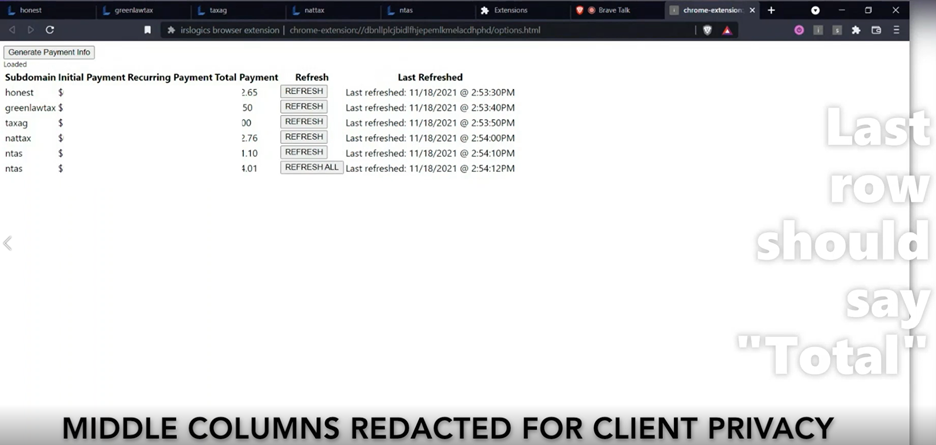 honest
greenlawtax
taxag
nattax
ntas
Extensions
Brave Talk
chrome-extension:
irslogics browser extension | chrome-extension://dbnllplcjbidlfhjepemlkmelacdhphd/options.html
Generate Payment Info
Loaded
Subdomain Initial Payment Recurring Payment Total Payment Refresh Last Refreshed
honest $ 2.65 REFRESH Last refreshed: 11/18/2021 @ 2:53:30PM
greenlawtax $ 50 REFRESH Last refreshed: 11/18/2021 @ 2:53:40PM
taxag $ 00 REFRESH Last refreshed: 11/18/2021 @ 2:53:50PM
nattax $ 2.76 REFRESH Last refreshed: 11/18/2021 @ 2:54:00PM
ntas $ 1.10 REFRESH Last refreshed: 11/18/2021 @ 2:54:10PM
ntas $ 4.01 REFRESH ALL Last refreshed: 11/18/2021 @ 2:54:12PM
Last
row
should
say
"Total"
MIDDLE COLUMNS REDACTED FOR CLIENT PRIVACY